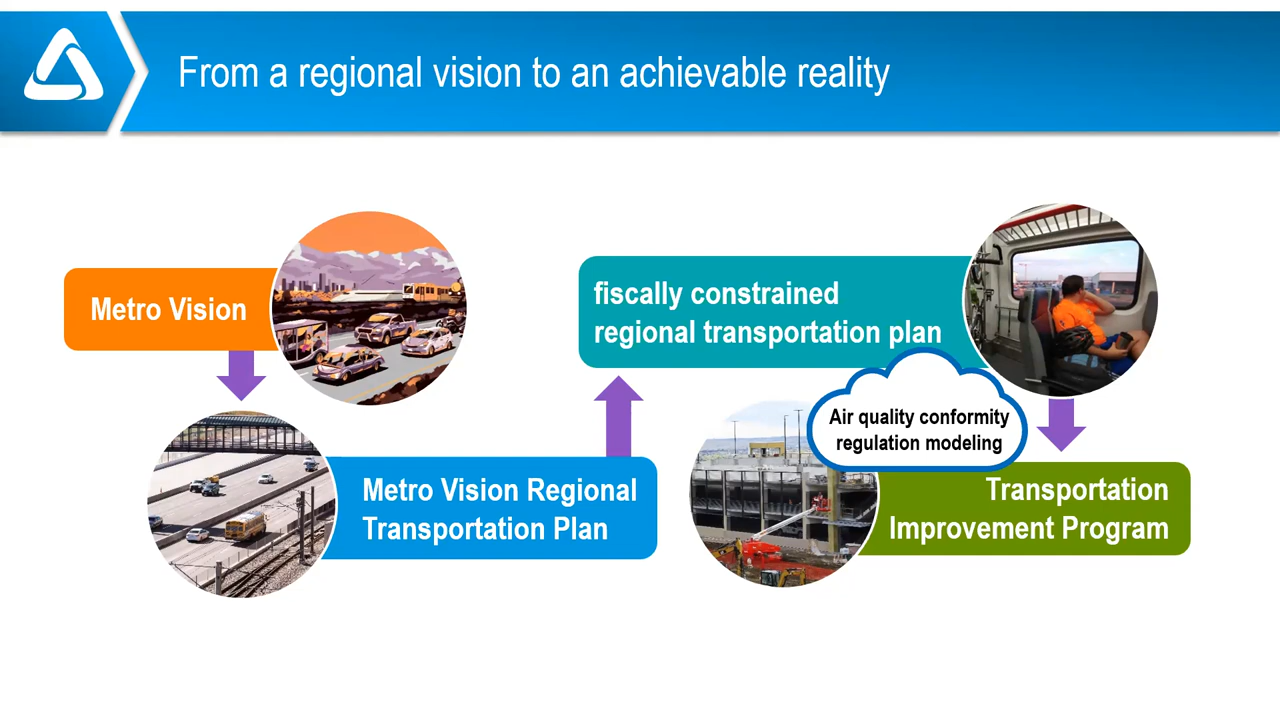 From a regional vision to an achievable reality
Metro Vision
Metro Vision Regional
Transportation Plan
fiscally constrained
regional transportation plan
Air quality conformity
regulation modeling
Transportation
Improvement Program